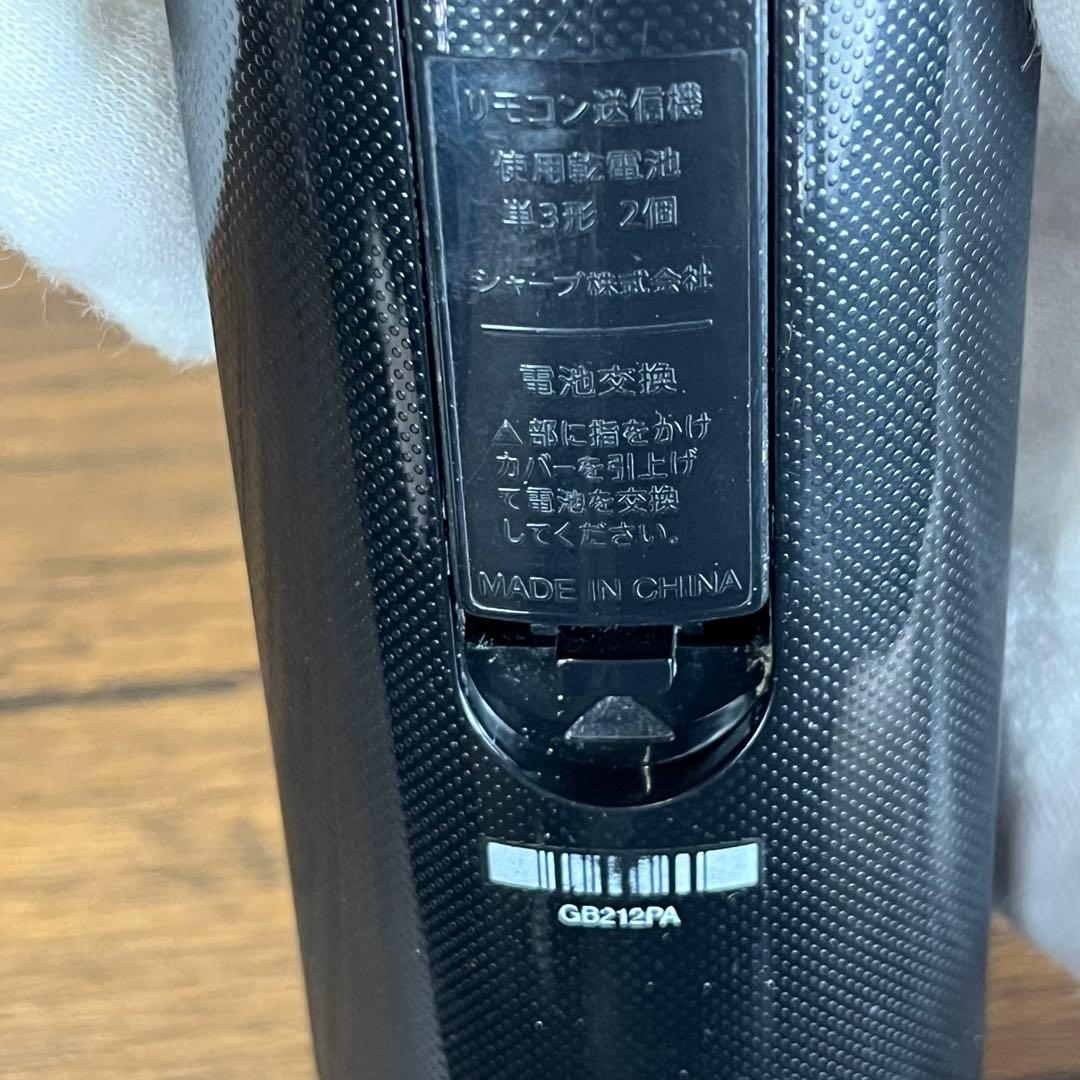 リモコン送信機
使用乾電池
単3形 2個
シャープ株式会社
電池交換
▲部に指をかけ
カバーを引上げ
て電池を交換
してください。
MADE IN CHINA
GB212PA